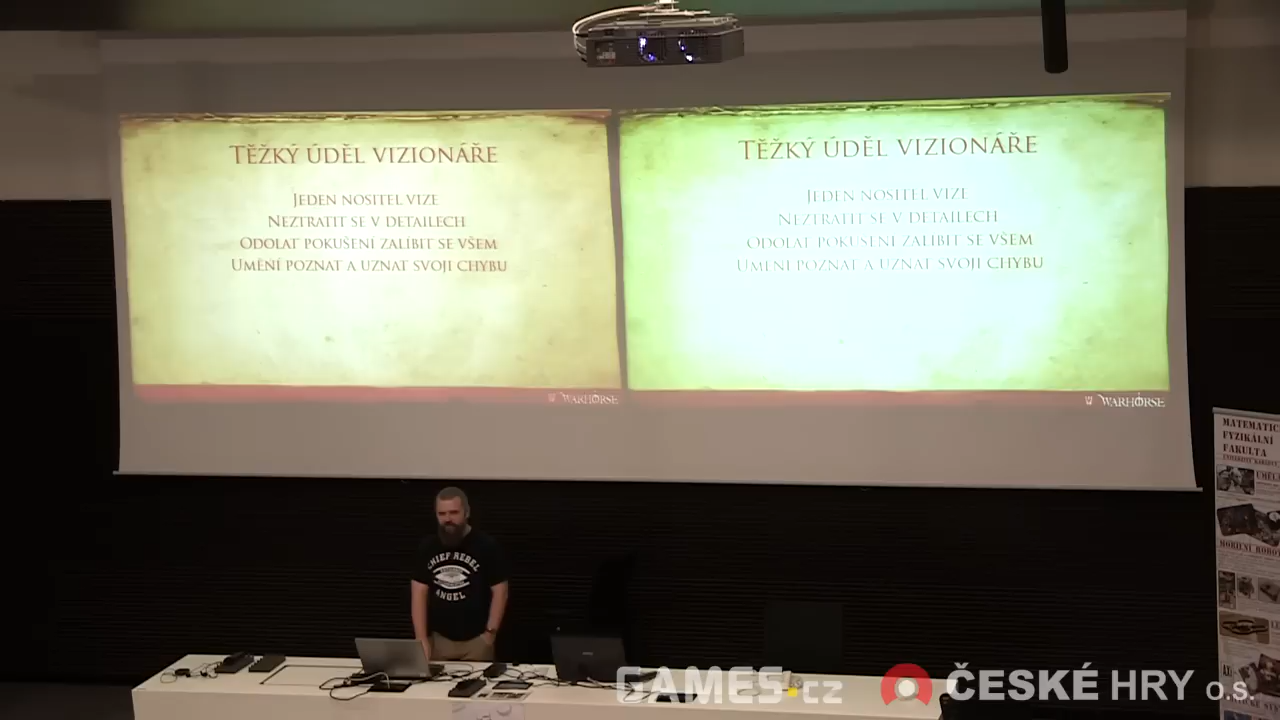 TĚŽKÝ ÚDĚL VIZIONÁŘE
JEDEN NOSITEL VIZE
NEZTRATIT SE V DETAILECH
ODOLAT POKUŠENÍ ZALÍBIT SE VŠEM
UMĚNÍ POZNAT A UZNAT SVOJI CHYBU
WARHORSE
TĚŽKÝ ÚDĚL VIZIONÁŘE
JEDEN NOSITEL VIZE
NEZTRATIT SE V DETAILECH
ODOLAT POKUŠENÍ ZALÍBIT SE VŠEM
UMĚNÍ POZNAT A UZNAT SVOJI CHYBU
WARHORSE
MATEMATIC
FYZIKÁLNÍ
FAKULTA
CHIEF REBEL
ANGEL
GAMES.cz
ČESKÉ HRY o.s.